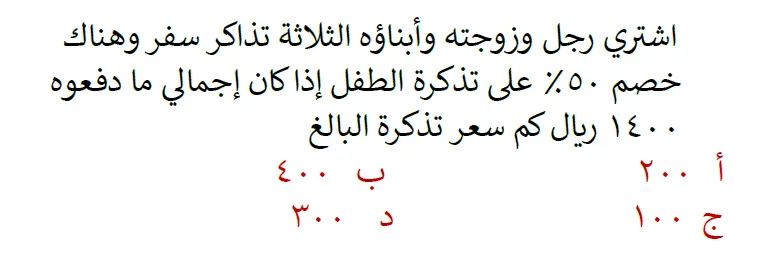 اشتري رجل وزوجته وأبناؤه الثلاثة تذاكر سفر وهناك
خصم ٥٠٪ على تذكرة الطفل إذا كان إجمالي ما دفعوه
١٤٠٠ ريال كم سعر تذكرة البالغ
أ ٢٠٠ ب ٤٠٠
ج ١٠٠ د ٣٠٠